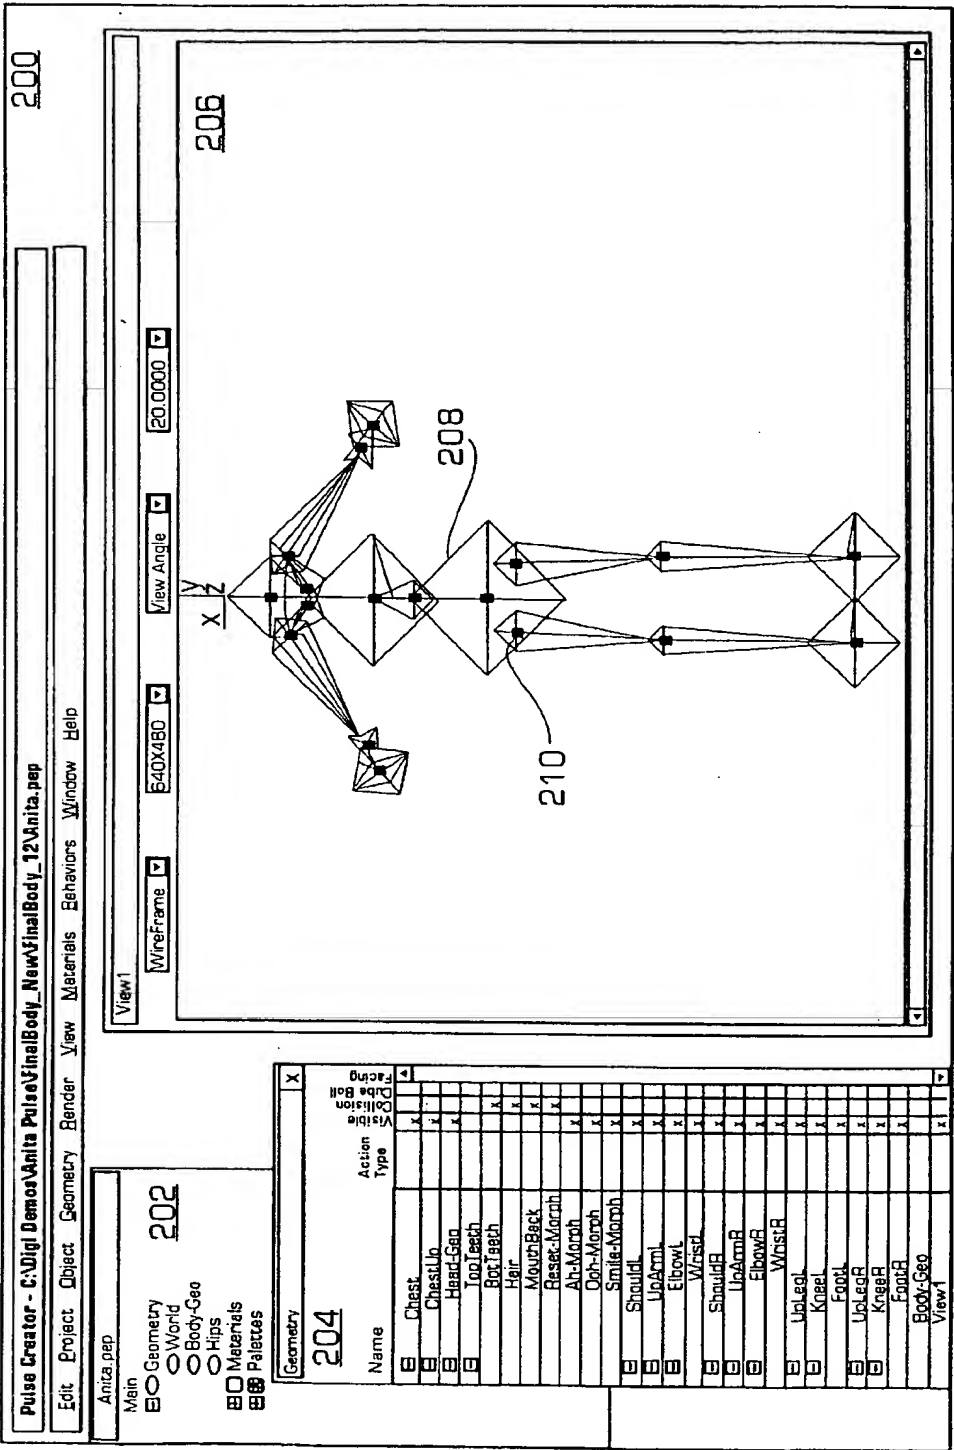 200
Pulse Creator - C:\Digi Demos\Anita Pulse\FinalBody_New\FinalBody_12\Anita.pep
Edit Project Object Geometry Render View Materials Behaviors Window Help
Anita.pep
Main
Geometry
World
Body-Geo
Hips
Materials
Palettes
202
View1
WireFrame
640X480
View Angle
20.0000
206
X
Y
Z
208
210
Geometry X
204
Name Action Type Visible Collision Cube Ball Facing
Chest x
ChestUp x
Head-Geo x
TopTeeth
BotTeeth x
Hair x
MouthBack x
Reset-Morph x
Ah-Morph x
Ooh-Morph x
Smile-Morph x
ShouldL x
UpArmL x
ElbowL x
WristL x
ShouldR x
UpArmR x
ElbowR x
WristR x
UpLegL x
KneeL x
FootL x
UpLegR x
KneeR x
FootR x
Body-Geo
View1 x